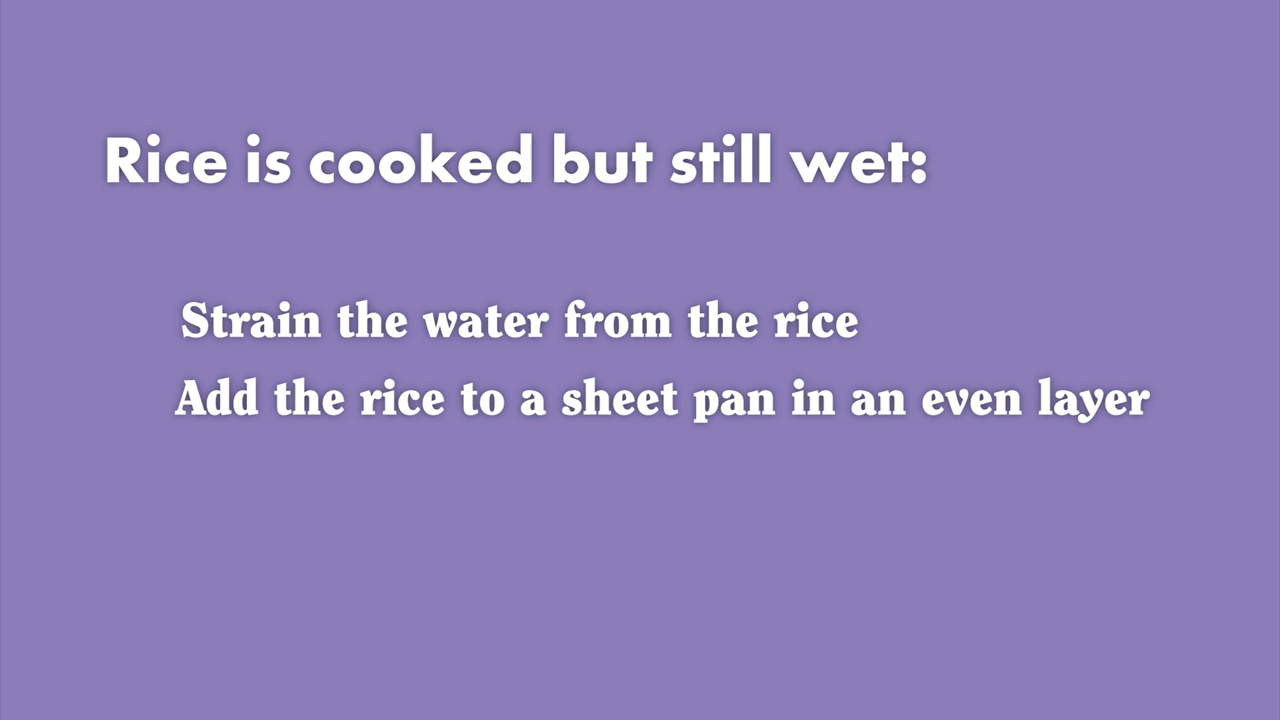 Rice is cooked but still wet:
Strain the water from the rice
Add the rice to a sheet pan in an even layer